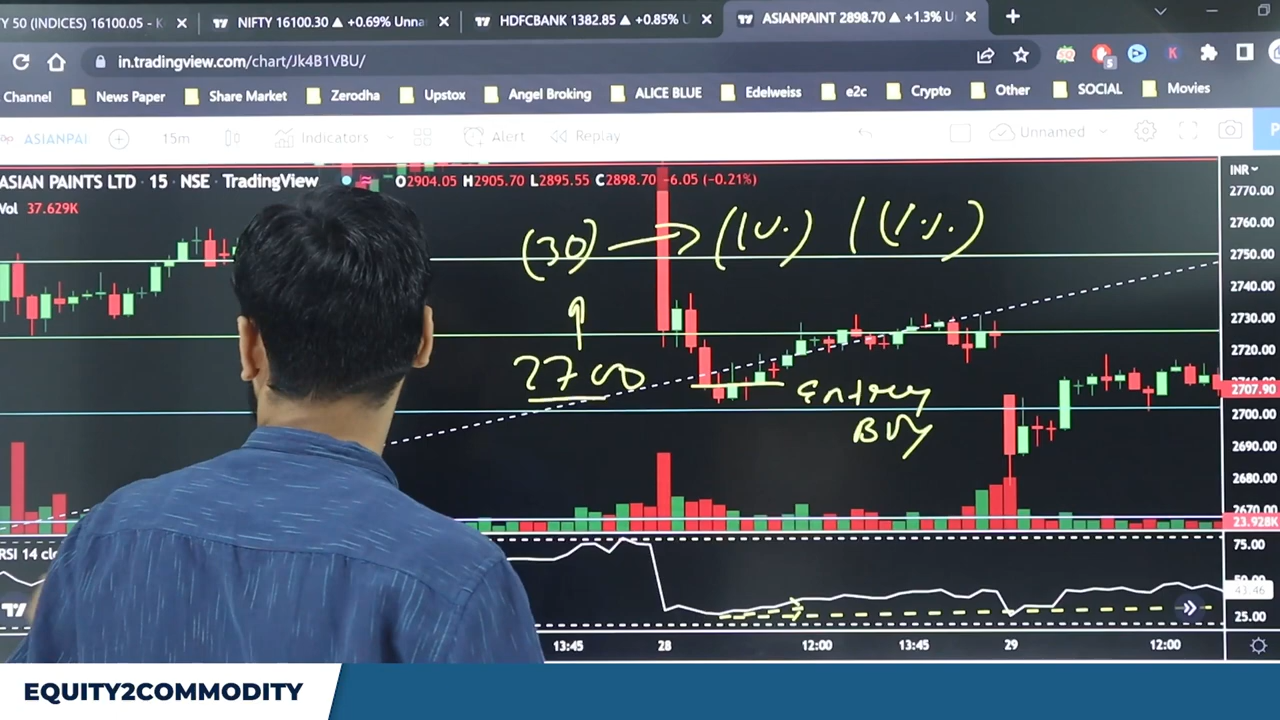 Y 50 (INDICES) 16100.05 - K
NIFTY 16100.30 ▲ +0.69% Unna
HDFCBANK 1382.85 ▲ +0.85% U
ASIANPAINT 2898.70 ▲ +1.3% U
in.tradingview.com/chart/Jk4B1VBU/
Channel
News Paper
Share Market
Zerodha
Upstox
Angel Broking
ALICE BLUE
Edelweiss
e2c
Crypto
Other
SOCIAL
Movies
ASIANPAI
15m
Indicators
Alert
Replay
Unnamed
ASIAN PAINTS LTD · 15 · NSE · TradingView
O2904.05 H2905.70 L2895.55 C2898.70 -6.05 (-0.21%)
INR
Vol 37.629K
2770.00
2760.00
2750.00
2740.00
2730.00
2720.00
2707.90
2700.00
2690.00
2680.00
2670.00
23.928K
(30)
(1%)
2700
Entry
BUY
RSI 14 clo
75.00
50.00
43.46
25.00
13:45
28
12:00
13:45
29
12:00
EQUITY2COMMODITY